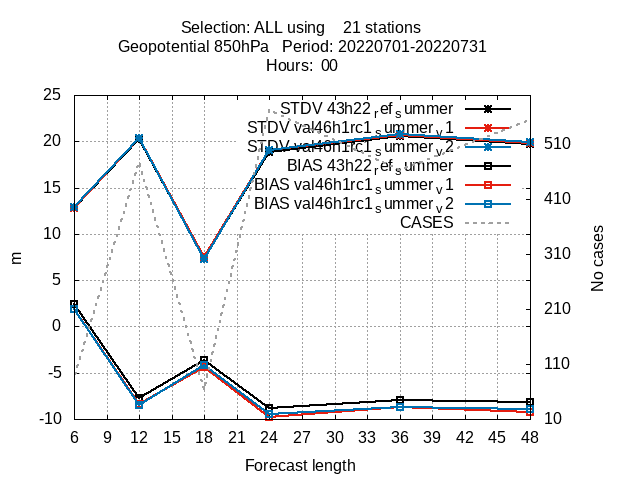 Selection: ALL using 21 stations
Geopotential 850hPa Period: 20220701-20220731
Hours: 00
STDV 43h22_ref_summer
STDV val46h1rc1_summer_v1
STDV val46h1rc1_summer_v2
BIAS 43h22_ref_summer
BIAS val46h1rc1_summer_v1
BIAS val46h1rc1_summer_v2
CASES
25
20
15
10
5
0
-5
-10
m
510
410
310
210
110
10
No cases
6 9 12 15 18 21 24 27 30 33 36 39 42 45 48
Forecast length